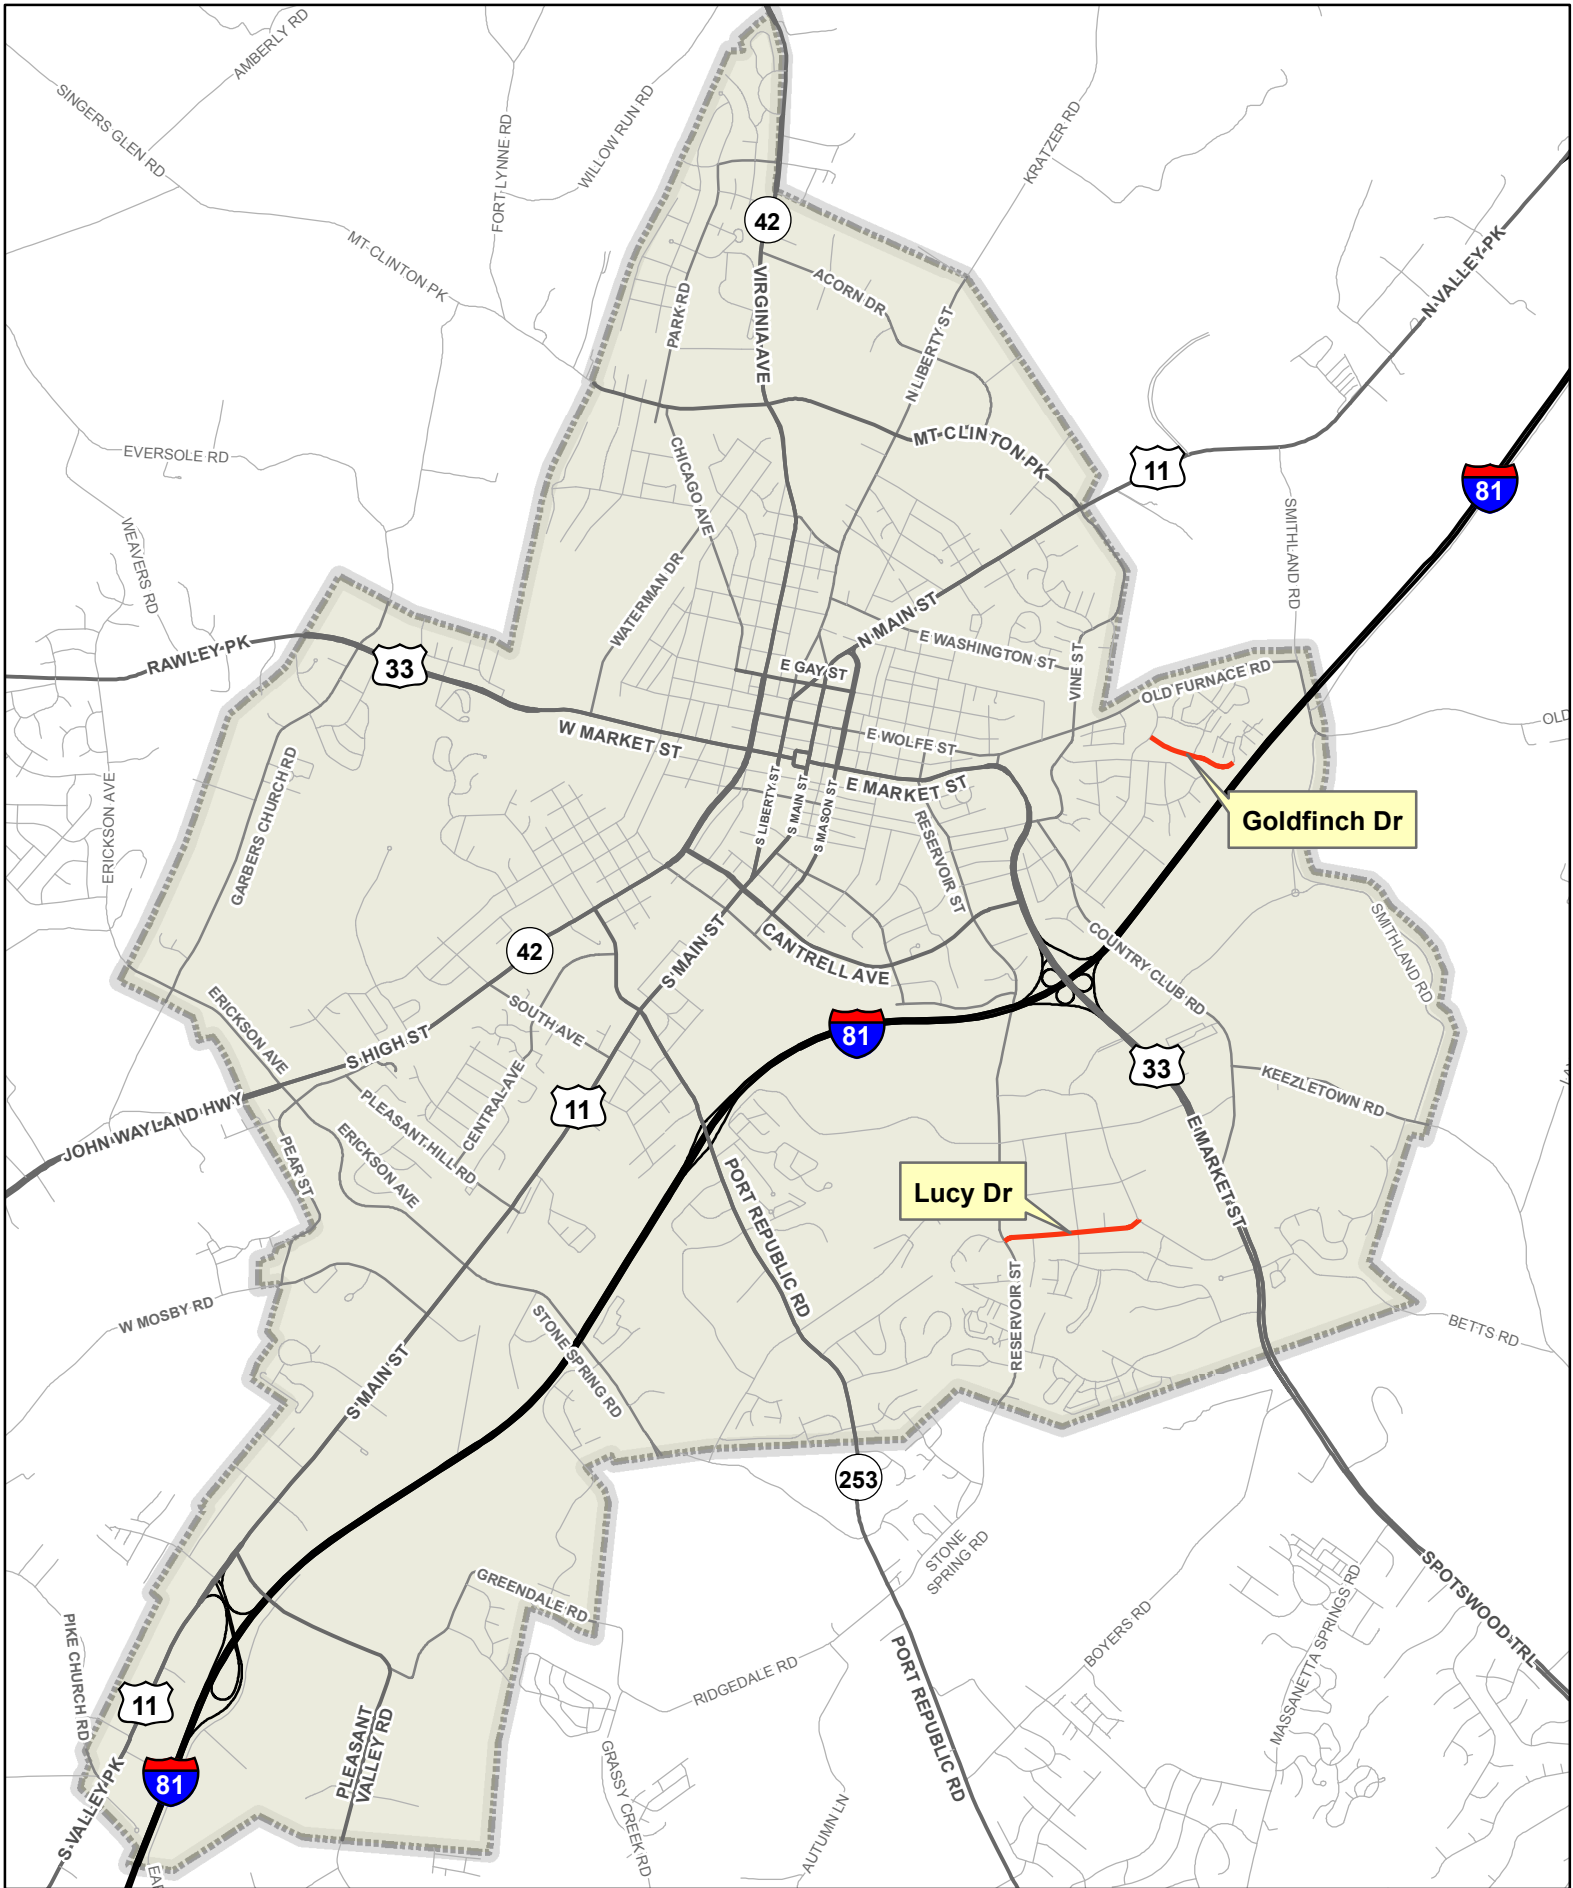 AMBERLY RD
SINGERS GLEN RD
FORT LYNNE RD
WILLOW RUN RD
KRATZER RD
MT CLINTON PK
42
N VALLEY PK
ACORN DR
PARK RD
VIRGINIA AVE
N LIBERTY ST
EVERSOLE RD
CHICAGO AVE
MT CLINTON PK
11
81
WEAVERS RD
WATERMAN DR
SMITHLAND RD
N MAIN ST
E WASHINGTON ST
RAWLEY PK
33
E GAY ST
VINE ST
OLD FURNACE RD
OLD
W MARKET ST
E WOLFE ST
GARBERS CHURCH RD
ERICKSON AVE
S LIBERTY ST
S MAIN ST
S MASON ST
E MARKET ST
RESERVOIR ST
Goldfinch Dr
42
S MAIN ST
CANTRELL AVE
COUNTRY CLUB RD
SMITHLAND RD
ERICKSON AVE
SOUTH AVE
S HIGH ST
81
33
KEEZLETOWN RD
JOHN WAYLAND HWY
PLEASANT HILL RD
CENTRAL AVE
11
PEAR ST
ERICKSON AVE
PORT REPUBLIC RD
Lucy Dr
E MARKET ST
W MOSBY RD
STONE SPRING RD
RESERVOIR ST
BETTS RD
S MAIN ST
253
STONE
SPRING RD
GREENDALE RD
SPOTSWOOD TRL
MASSANETTA SPRINGS RD
BOYERS RD
PIKE CHURCH RD
11
RIDGEDALE RD
PORT REPUBLIC RD
PLEASANT
VALLEY RD
S VALLEY PK
81
GRASSY CREEK RD
AUTUMN LN